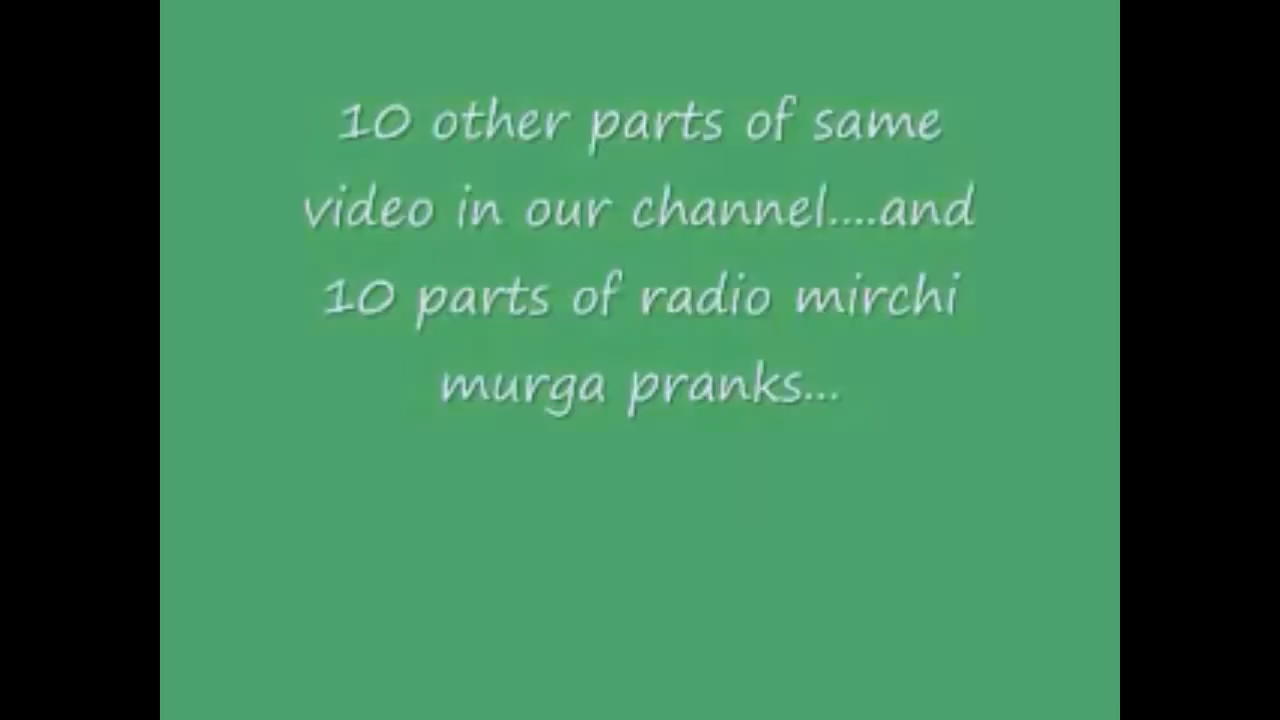 10 other parts of same
video in our channel....and
10 parts of radio mirchi
murga pranks...